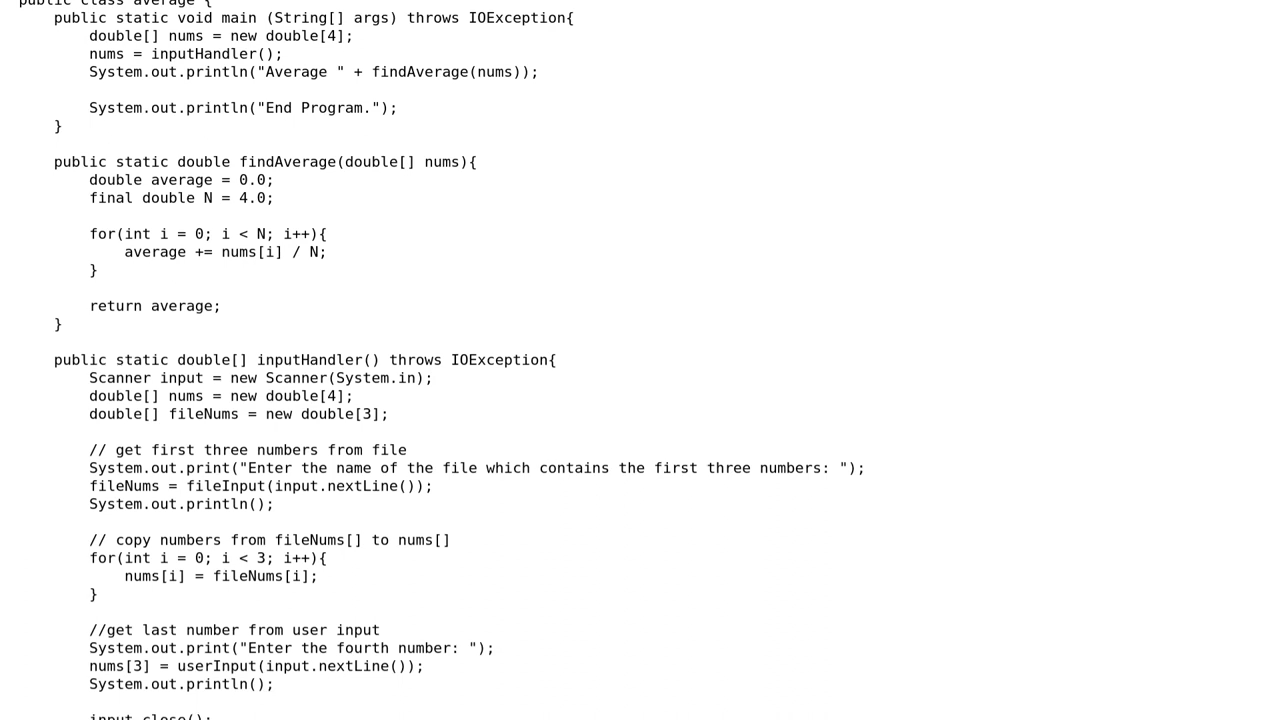 public class average {
    public static void main (String[] args) throws IOException{
        double[] nums = new double[4];
        nums = inputHandler();
        System.out.println("Average " + findAverage(nums));

        System.out.println("End Program.");
    }

    public static double findAverage(double[] nums){
        double average = 0.0;
        final double N = 4.0;

        for(int i = 0; i < N; i++){
            average += nums[i] / N;
        }

        return average;
    }

    public static double[] inputHandler() throws IOException{
        Scanner input = new Scanner(System.in);
        double[] nums = new double[4];
        double[] fileNums = new double[3];

        // get first three numbers from file
        System.out.print("Enter the name of the file which contains the first three numbers: ");
        fileNums = fileInput(input.nextLine());
        System.out.println();

        // copy numbers from fileNums[] to nums[]
        for(int i = 0; i < 3; i++){
            nums[i] = fileNums[i];
        }

        //get last number from user input
        System.out.print("Enter the fourth number: ");
        nums[3] = userInput(input.nextLine());
        System.out.println();

        input.close();